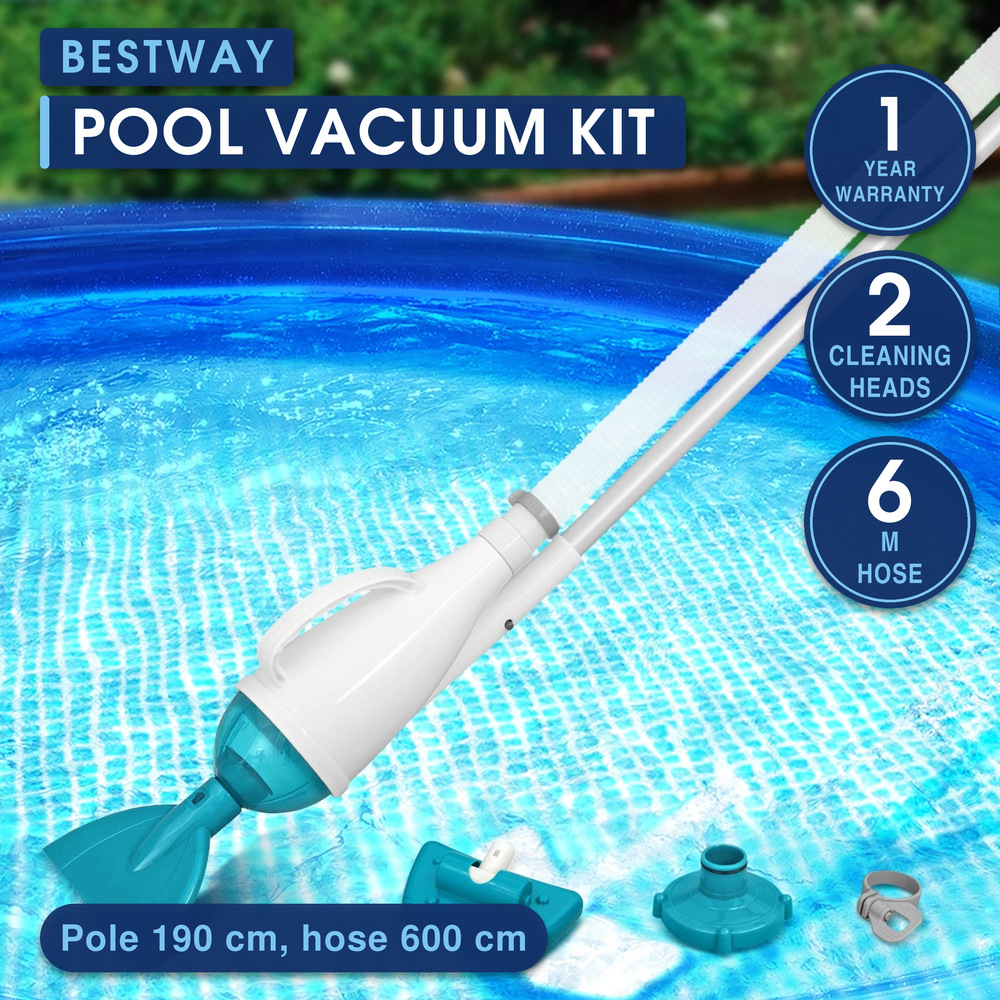 BESTWAY
POOL VACUUM KIT
1
YEAR
WARRANTY
2
CLEANING
HEADS
6
M
HOSE
Pole 190 cm, hose 600 cm